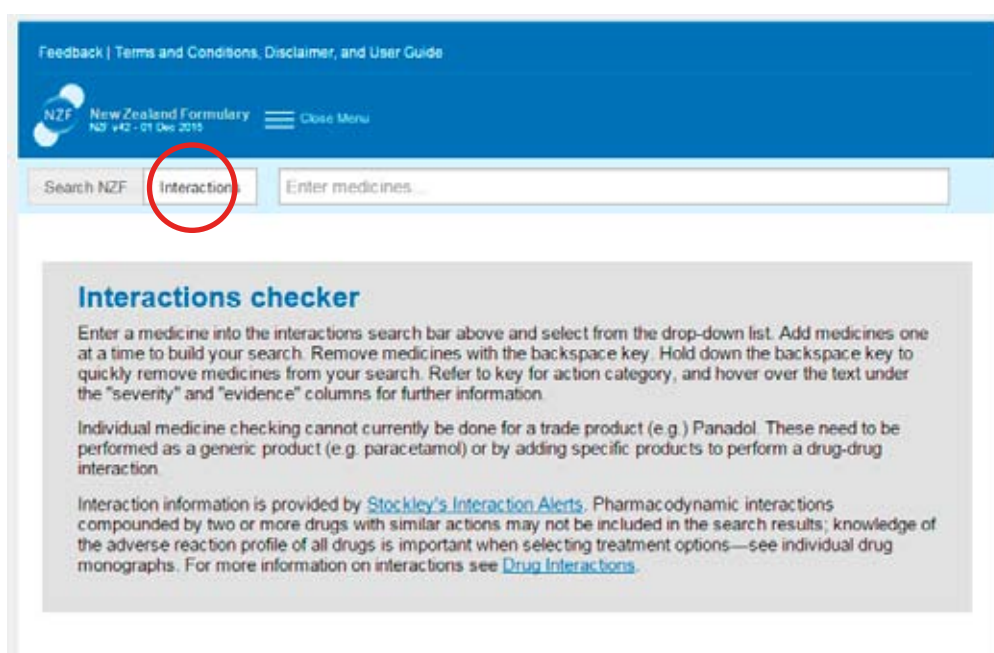 Feedback | Terms and Conditions, Disclaimer, and User Guide
NZF
New Zealand Formulary
NZF v42 - 01 Dec 2015
Close Menu
Search NZF
Interactions
Enter medicines...
Interactions checker
Enter a medicine into the interactions search bar above and select from the drop-down list. Add medicines one
at a time to build your search. Remove medicines with the backspace key. Hold down the backspace key to
quickly remove medicines from your search. Refer to key for action category, and hover over the text under
the "severity" and "evidence" columns for further information.
Individual medicine checking cannot currently be done for a trade product (e.g.) Panadol. These need to be
performed as a generic product (e.g. paracetamol) or by adding specific products to perform a drug-drug
interaction.
Interaction information is provided by Stockley's Interaction Alerts. Pharmacodynamic interactions
compounded by two or more drugs with similar actions may not be included in the search results; knowledge of
the adverse reaction profile of all drugs is important when selecting treatment options—see individual drug
monographs. For more information on interactions see Drug Interactions.